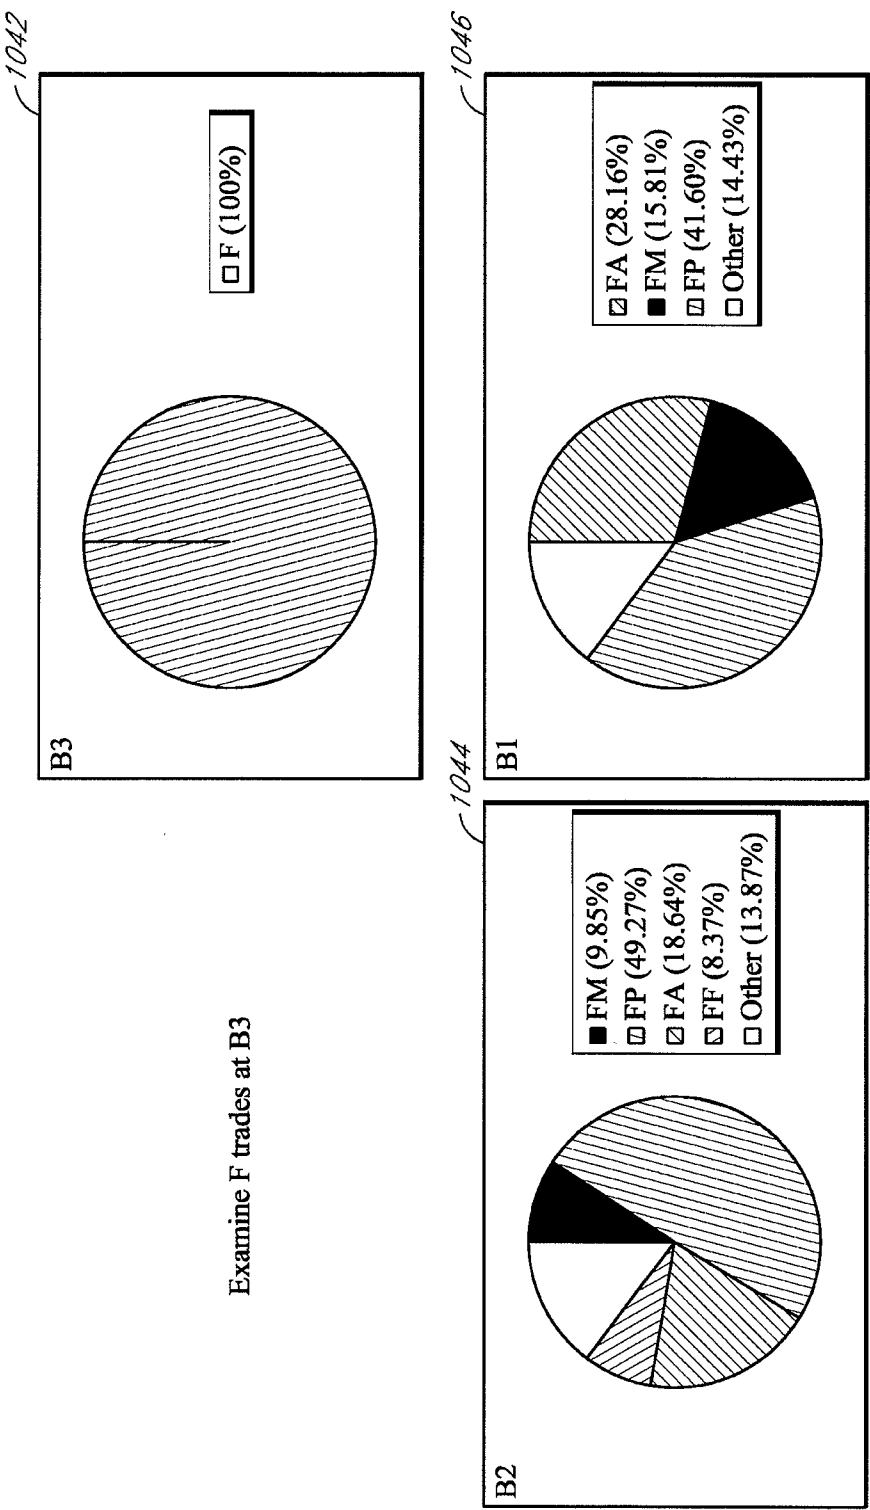 Examine F trades at B3
1042
B3
F (100%)
1044
B2
FM (9.85%)
FP (49.27%)
FA (18.64%)
FF (8.37%)
Other (13.87%)
1046
B1
FA (28.16%)
FM (15.81%)
FP (41.60%)
Other (14.43%)